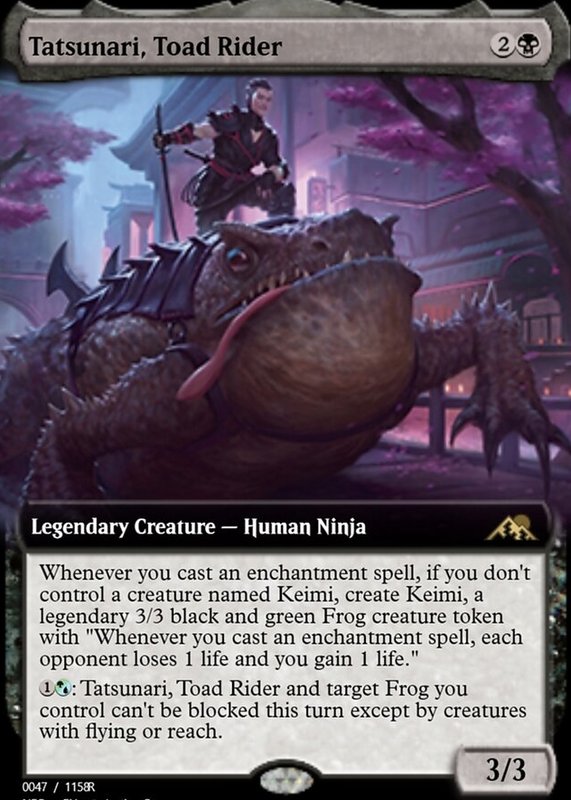 Tatsunari, Toad Rider 2
Legendary Creature — Human Ninja
Whenever you cast an enchantment spell, if you don't
control a creature named Keimi, create Keimi, a
legendary 3/3 black and green Frog creature token
with "Whenever you cast an enchantment spell, each
opponent loses 1 life and you gain 1 life."
1: Tatsunari, Toad Rider and target Frog you
control can't be blocked this turn except by creatures
with flying or reach.
3/3
0047 / 1158R